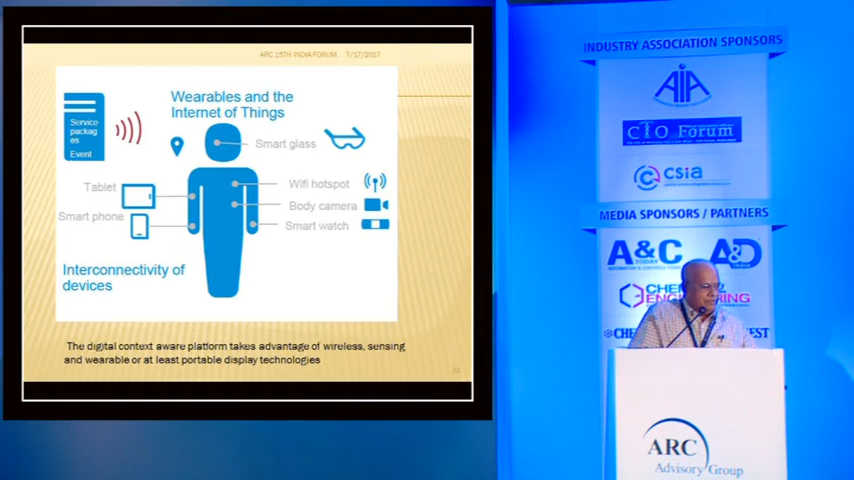 ARC 15TH INDIA FORUM 7/17/2017
Wearables and the
Internet of Things
Service
packag
es
Event
Smart glass
Tablet
Wifi hotspot
Smart phone
Body camera
Smart watch
Interconnectivity of
devices
The digital context aware platform takes advantage of wireless, sensing
and wearable or at least portable display technologies
INDUSTRY ASSOCIATION SPONSORS
AIA
CTO Forum
csia
MEDIA SPONSORS / PARTNERS
A&C
TODAY
A&D
INDIA
ARC
Advisory Group